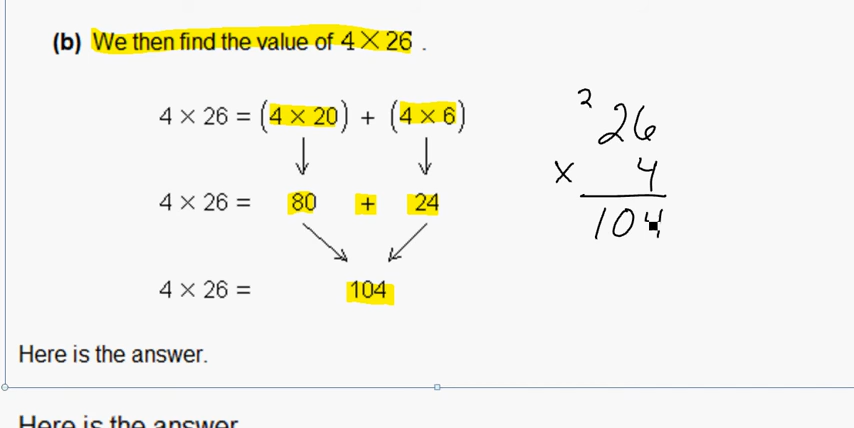 (b) We then find the value of 4 × 26 .
4 × 26 = (4 × 20) + (4 × 6)
4 × 26 = 80 + 24
4 × 26 = 104
2
26
× 4
104
Here is the answer.
Here is the answer